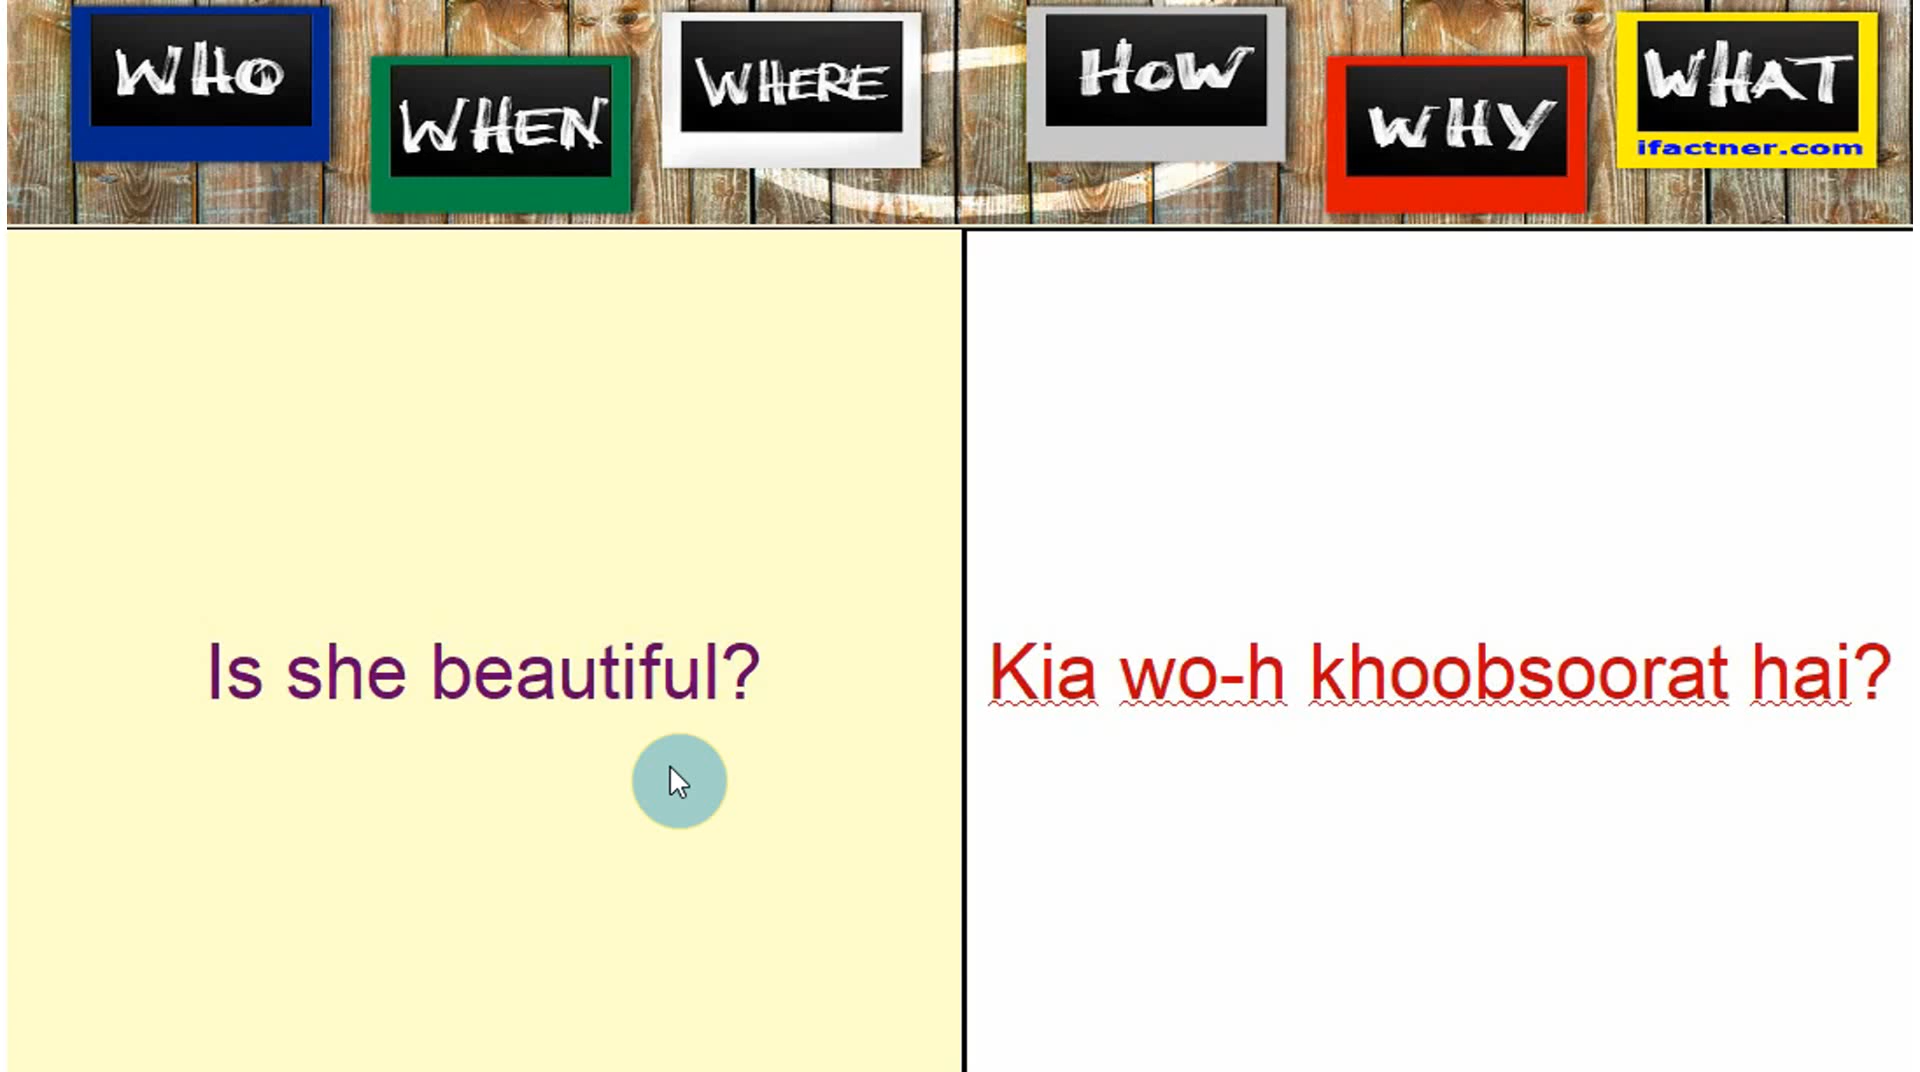 WHO
WHEN
WHERE
HOW
WHY
WHAT
ifactner.com
Is she beautiful?
Kia wo-h khoobsoorat hai?